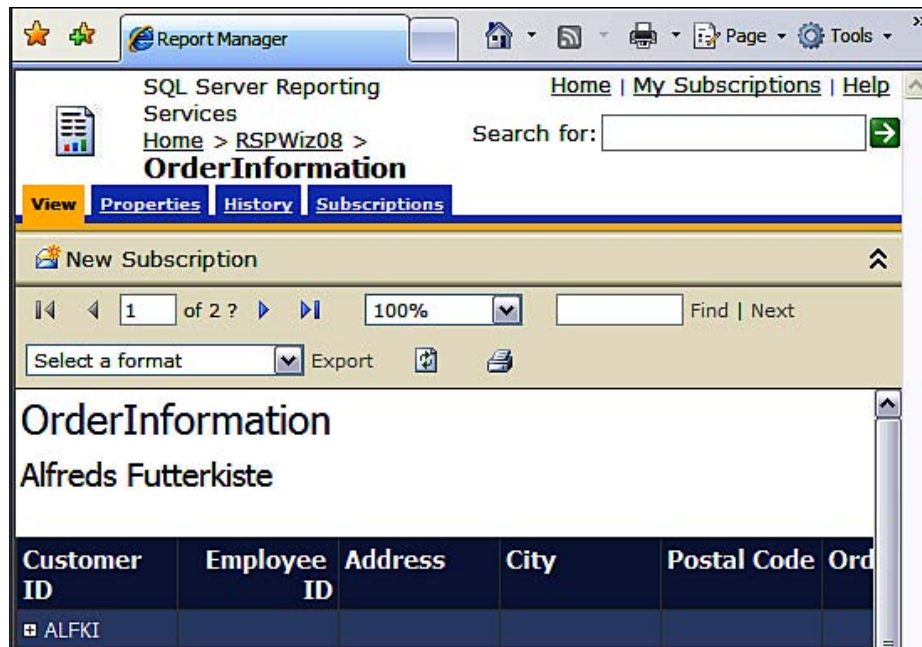 Report Manager
Page
Tools
»
SQL Server Reporting
Services
Home > RSPWiz08 >
OrderInformation
Home | My Subscriptions | Help
Search for:
View Properties History Subscriptions
New Subscription
1 of 2 ? 100% Find | Next
Select a format Export
OrderInformation
Alfreds Futterkiste
Customer ID Employee ID Address City Postal Code Ord
ALFKI